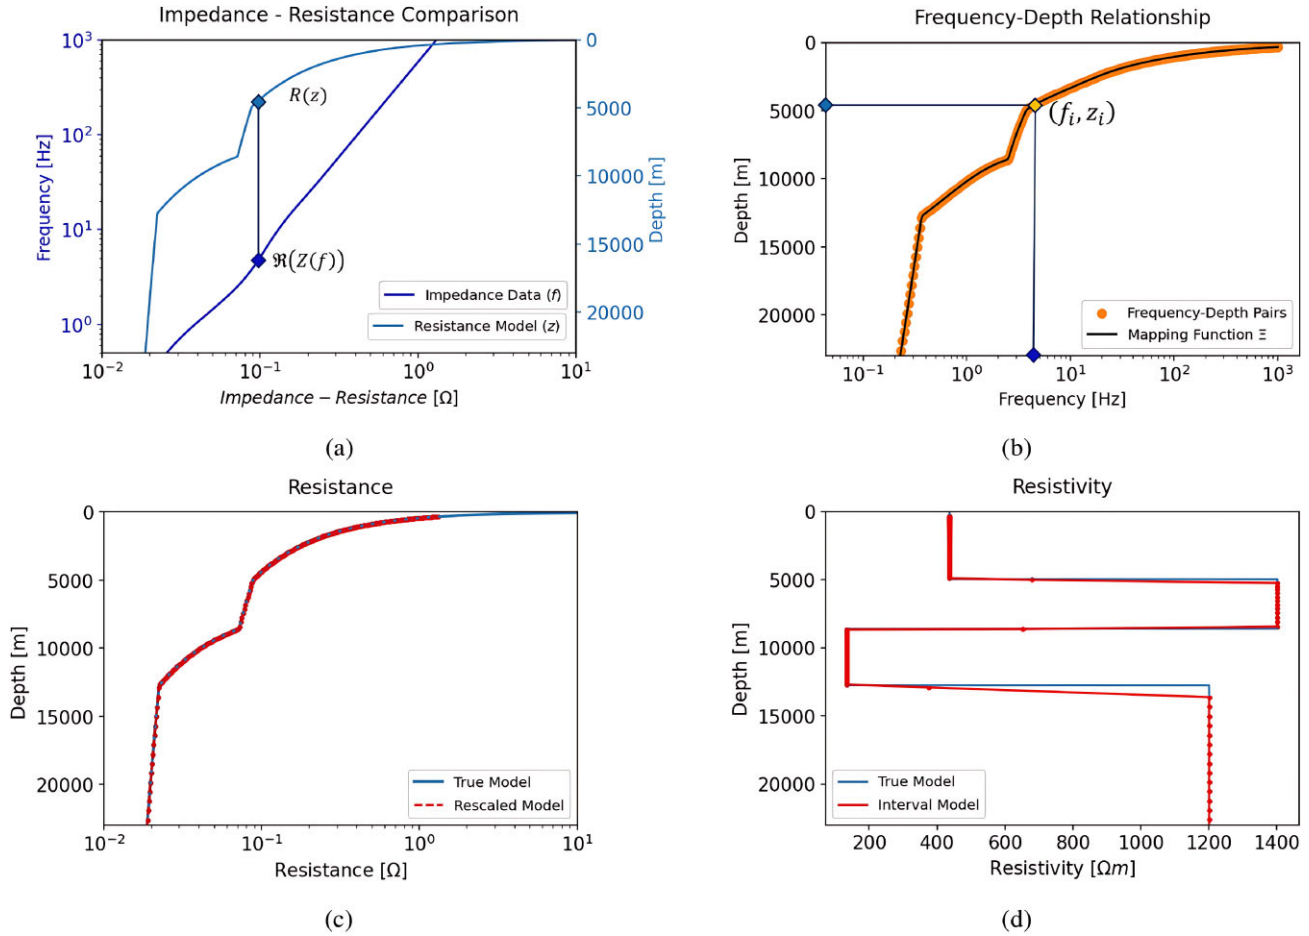 Impedance - Resistance Comparison
10³
10²
10¹
10⁰
Frequency [Hz]
0
5000
10000
15000
20000
Depth [m]
R(z)
ℜ(Z(f))
Impedance Data (f)
Resistance Model (z)
10⁻² 10⁻¹ 10⁰ 10¹
Impedance − Resistance [Ω]
(a)
Frequency-Depth Relationship
0
5000
10000
15000
20000
Depth [m]
(fᵢ, zᵢ)
Frequency-Depth Pairs
Mapping Function Ξ
10⁻¹ 10⁰ 10¹ 10² 10³
Frequency [Hz]
(b)
Resistance
0
5000
10000
15000
20000
Depth [m]
True Model
Rescaled Model
10⁻² 10⁻¹ 10⁰ 10¹
Resistance [Ω]
(c)
Resistivity
0
5000
10000
15000
20000
Depth [m]
True Model
Interval Model
200 400 600 800 1000 1200 1400
Resistivity [Ωm]
(d)